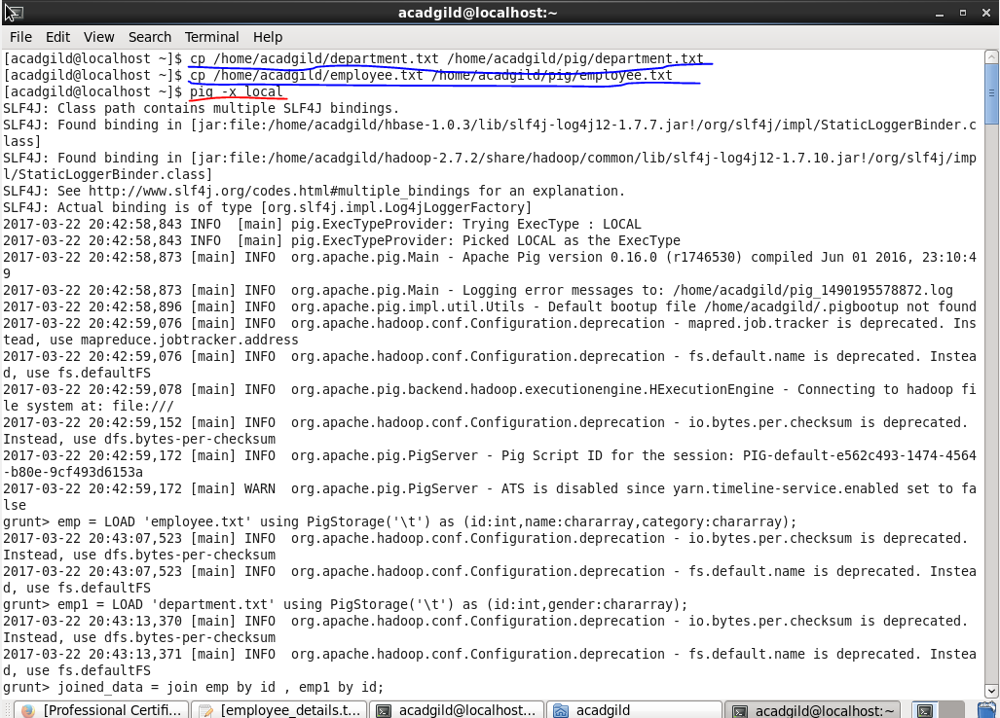 acadgild@localhost:~
File Edit View Search Terminal Help
[acadgild@localhost ~]$ cp /home/acadgild/department.txt /home/acadgild/pig/department.txt
[acadgild@localhost ~]$ cp /home/acadgild/employee.txt /home/acadgild/pig/employee.txt
[acadgild@localhost ~]$ pig -x local
SLF4J: Class path contains multiple SLF4J bindings.
SLF4J: Found binding in [jar:file:/home/acadgild/hbase-1.0.3/lib/slf4j-log4j12-1.7.7.jar!/org/slf4j/impl/StaticLoggerBinder.c
lass]
SLF4J: Found binding in [jar:file:/home/acadgild/hadoop-2.7.2/share/hadoop/common/lib/slf4j-log4j12-1.7.10.jar!/org/slf4j/imp
l/StaticLoggerBinder.class]
SLF4J: See http://www.slf4j.org/codes.html#multiple_bindings for an explanation.
SLF4J: Actual binding is of type [org.slf4j.impl.Log4jLoggerFactory]
2017-03-22 20:42:58,843 INFO  [main] pig.ExecTypeProvider: Trying ExecType : LOCAL
2017-03-22 20:42:58,843 INFO  [main] pig.ExecTypeProvider: Picked LOCAL as the ExecType
2017-03-22 20:42:58,873 [main] INFO  org.apache.pig.Main - Apache Pig version 0.16.0 (r1746530) compiled Jun 01 2016, 23:10:4
9
2017-03-22 20:42:58,873 [main] INFO  org.apache.pig.Main - Logging error messages to: /home/acadgild/pig_1490195578872.log
2017-03-22 20:42:58,896 [main] INFO  org.apache.pig.impl.util.Utils - Default bootup file /home/acadgild/.pigbootup not found
2017-03-22 20:42:59,076 [main] INFO  org.apache.hadoop.conf.Configuration.deprecation - mapred.job.tracker is deprecated. Ins
tead, use mapreduce.jobtracker.address
2017-03-22 20:42:59,076 [main] INFO  org.apache.hadoop.conf.Configuration.deprecation - fs.default.name is deprecated. Instea
d, use fs.defaultFS
2017-03-22 20:42:59,078 [main] INFO  org.apache.pig.backend.hadoop.executionengine.HExecutionEngine - Connecting to hadoop fi
le system at: file:///
2017-03-22 20:42:59,152 [main] INFO  org.apache.hadoop.conf.Configuration.deprecation - io.bytes.per.checksum is deprecated.
Instead, use dfs.bytes-per-checksum
2017-03-22 20:42:59,172 [main] INFO  org.apache.pig.PigServer - Pig Script ID for the session: PIG-default-e562c493-1474-4564
-b80e-9cf493d6153a
2017-03-22 20:42:59,172 [main] WARN  org.apache.pig.PigServer - ATS is disabled since yarn.timeline-service.enabled set to fa
lse
grunt> emp = LOAD 'employee.txt' using PigStorage('\t') as (id:int,name:chararray,category:chararray);
2017-03-22 20:43:07,523 [main] INFO  org.apache.hadoop.conf.Configuration.deprecation - io.bytes.per.checksum is deprecated.
Instead, use dfs.bytes-per-checksum
2017-03-22 20:43:07,523 [main] INFO  org.apache.hadoop.conf.Configuration.deprecation - fs.default.name is deprecated. Instea
d, use fs.defaultFS
grunt> emp1 = LOAD 'department.txt' using PigStorage('\t') as (id:int,gender:chararray);
2017-03-22 20:43:13,370 [main] INFO  org.apache.hadoop.conf.Configuration.deprecation - io.bytes.per.checksum is deprecated.
Instead, use dfs.bytes-per-checksum
2017-03-22 20:43:13,371 [main] INFO  org.apache.hadoop.conf.Configuration.deprecation - fs.default.name is deprecated. Instea
d, use fs.defaultFS
grunt> joined_data = join emp by id , emp1 by id;
[Professional Certifi... [employee_details.t... acadgild@localhost... acadgild acadgild@localhost:~